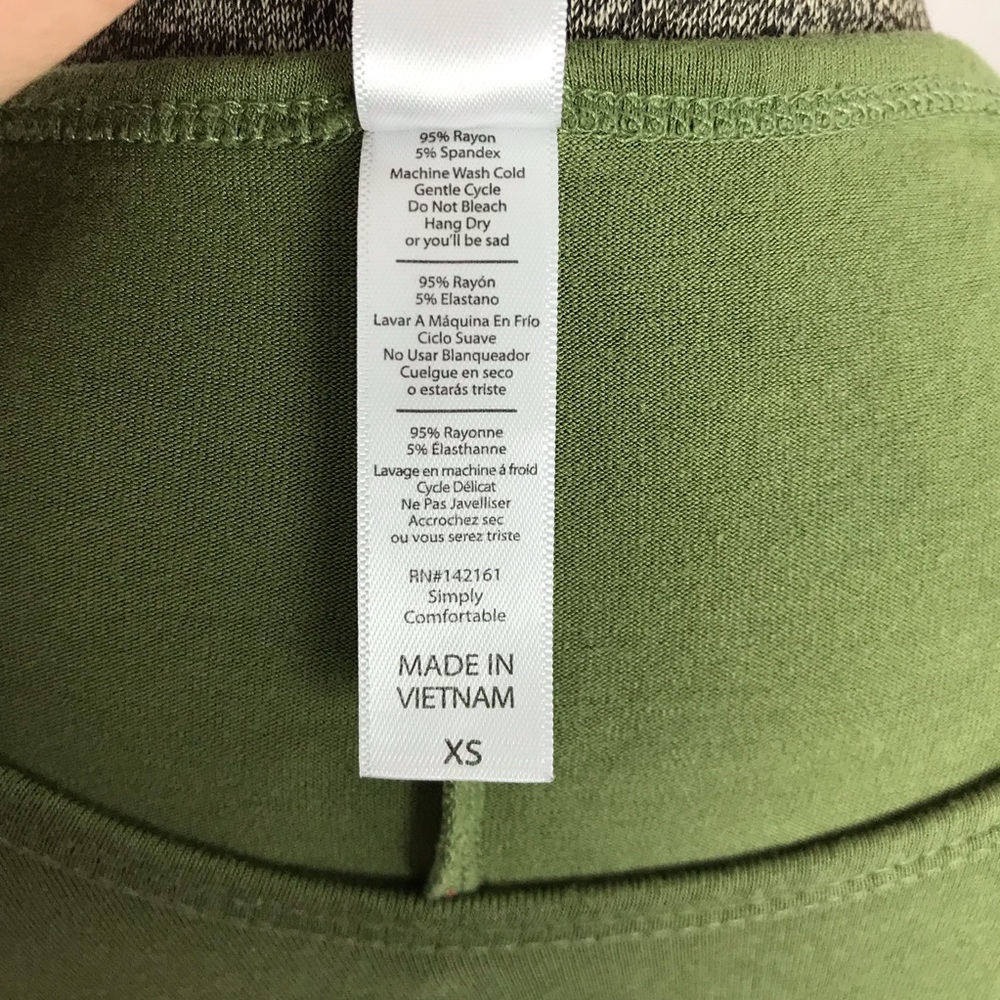 95% Rayon
5% Spandex
Machine Wash Cold
Gentle Cycle
Do Not Bleach
Hang Dry
or you'll be sad
95% Rayón
5% Elastano
Lavar A Máquina En Frío
Ciclo Suave
No Usar Blanqueador
Cuelgue en seco
o estarás triste
95% Rayonne
5% Élasthanne
Lavage en machine á froid
Cycle Délicat
Ne Pas Javelliser
Accrochez sec
ou vous serez triste
RN#142161
Simply
Comfortable
MADE IN
VIETNAM
XS